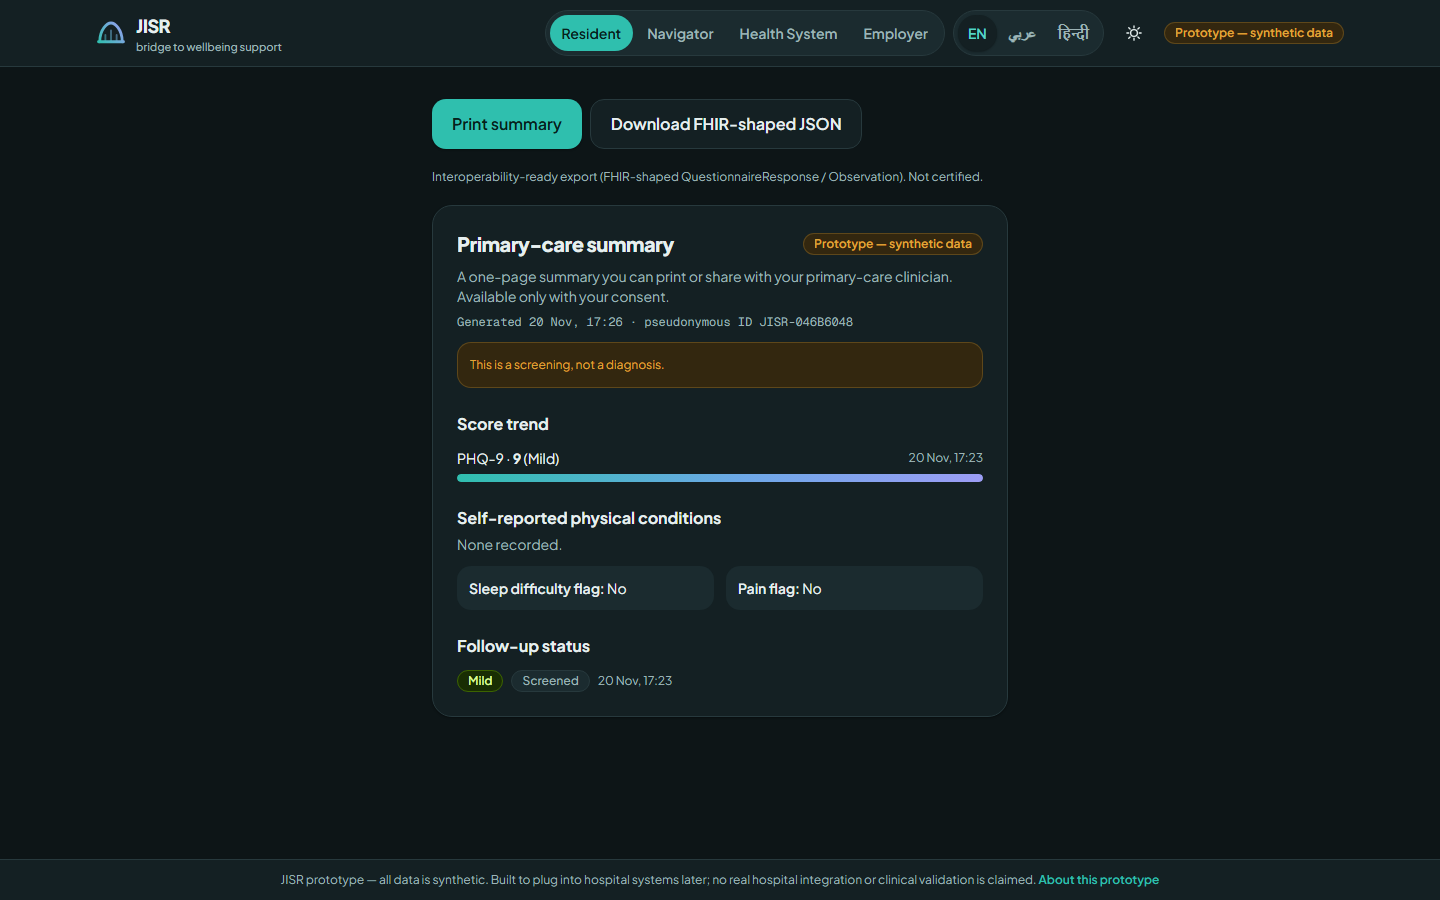 JISR
bridge to wellbeing support
Resident
Navigator
Health System
Employer
EN
عربي
हिन्दी
Prototype — synthetic data
Print summary
Download FHIR-shaped JSON
Interoperability-ready export (FHIR-shaped QuestionnaireResponse / Observation). Not certified.
Primary-care summary
Prototype — synthetic data
A one-page summary you can print or share with your primary-care clinician.
Available only with your consent.
Generated 20 Nov, 17:26 · pseudonymous ID JISR-046B6048
This is a screening, not a diagnosis.
Score trend
PHQ-9 · 9 (Mild)
20 Nov, 17:23
Self-reported physical conditions
None recorded.
Sleep difficulty flag: No
Pain flag: No
Follow-up status
Mild
Screened
20 Nov, 17:23
JISR prototype — all data is synthetic. Built to plug into hospital systems later; no real hospital integration or clinical validation is claimed. About this prototype